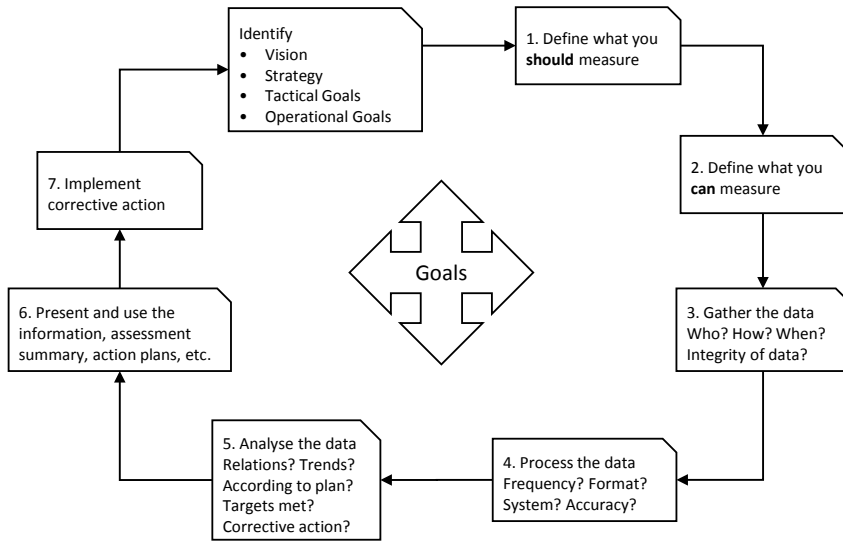 Identify
• Vision
• Strategy
• Tactical Goals
• Operational Goals
1. Define what you
should measure
2. Define what you
can measure
3. Gather the data
Who? How? When?
Integrity of data?
4. Process the data
Frequency? Format?
System? Accuracy?
5. Analyse the data
Relations? Trends?
According to plan?
Targets met?
Corrective action?
6. Present and use the
information, assessment
summary, action plans, etc.
7. Implement
corrective action
Goals